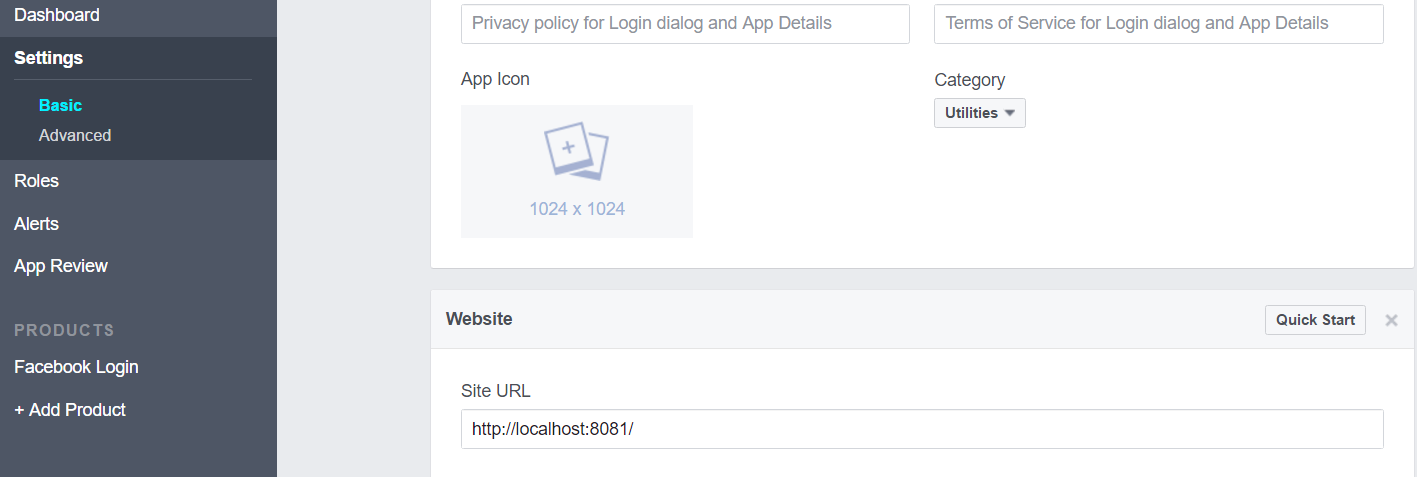 Dashboard
Settings
Basic
Advanced
Roles
Alerts
App Review
PRODUCTS
Facebook Login
+ Add Product
Privacy policy for Login dialog and App Details
Terms of Service for Login dialog and App Details
App Icon
Category
Utilities
1024 x 1024
Website
Quick Start
Site URL
http://localhost:8081/